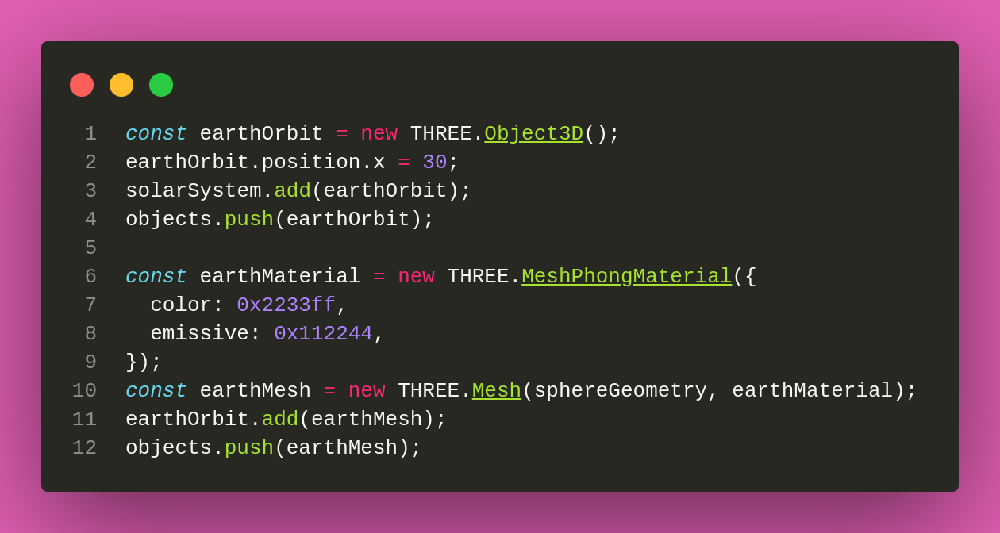 1 const earthOrbit = new THREE.Object3D();
2 earthOrbit.position.x = 30;
3 solarSystem.add(earthOrbit);
4 objects.push(earthOrbit);
5
6 const earthMaterial = new THREE.MeshPhongMaterial({
7   color: 0x2233ff,
8   emissive: 0x112244,
9 });
10 const earthMesh = new THREE.Mesh(sphereGeometry, earthMaterial);
11 earthOrbit.add(earthMesh);
12 objects.push(earthMesh);